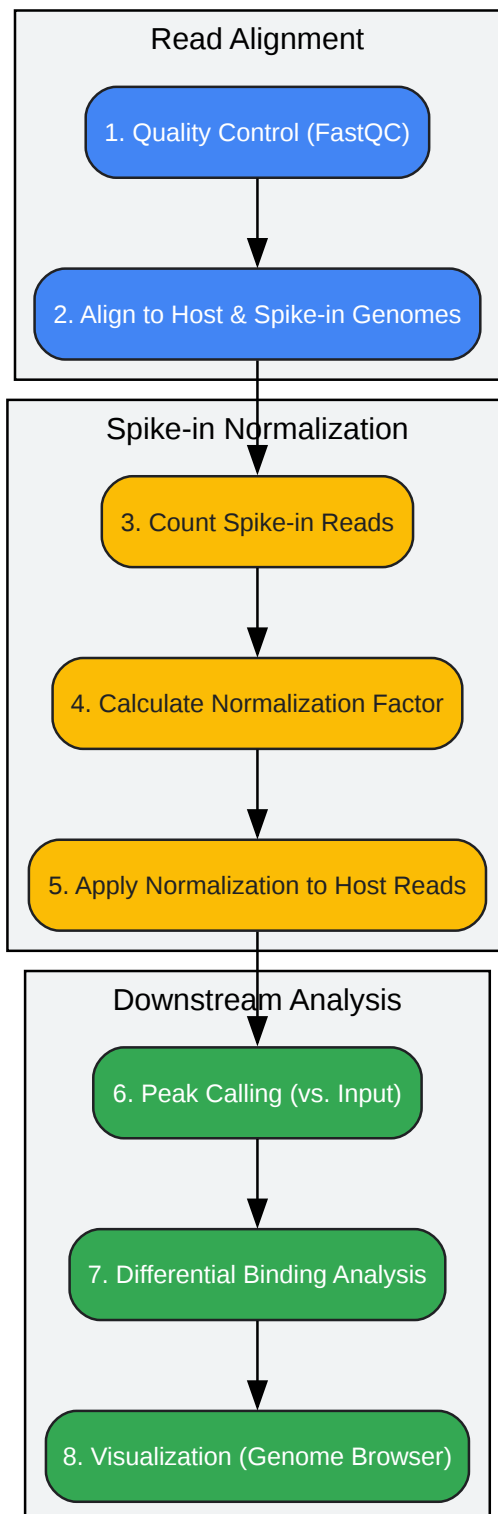 Read Alignment
1. Quality Control (FastQC)
2. Align to Host & Spike-in Genomes
Spike-in Normalization
3. Count Spike-in Reads
4. Calculate Normalization Factor
5. Apply Normalization to Host Reads
Downstream Analysis
6. Peak Calling (vs. Input)
7. Differential Binding Analysis
8. Visualization (Genome Browser)